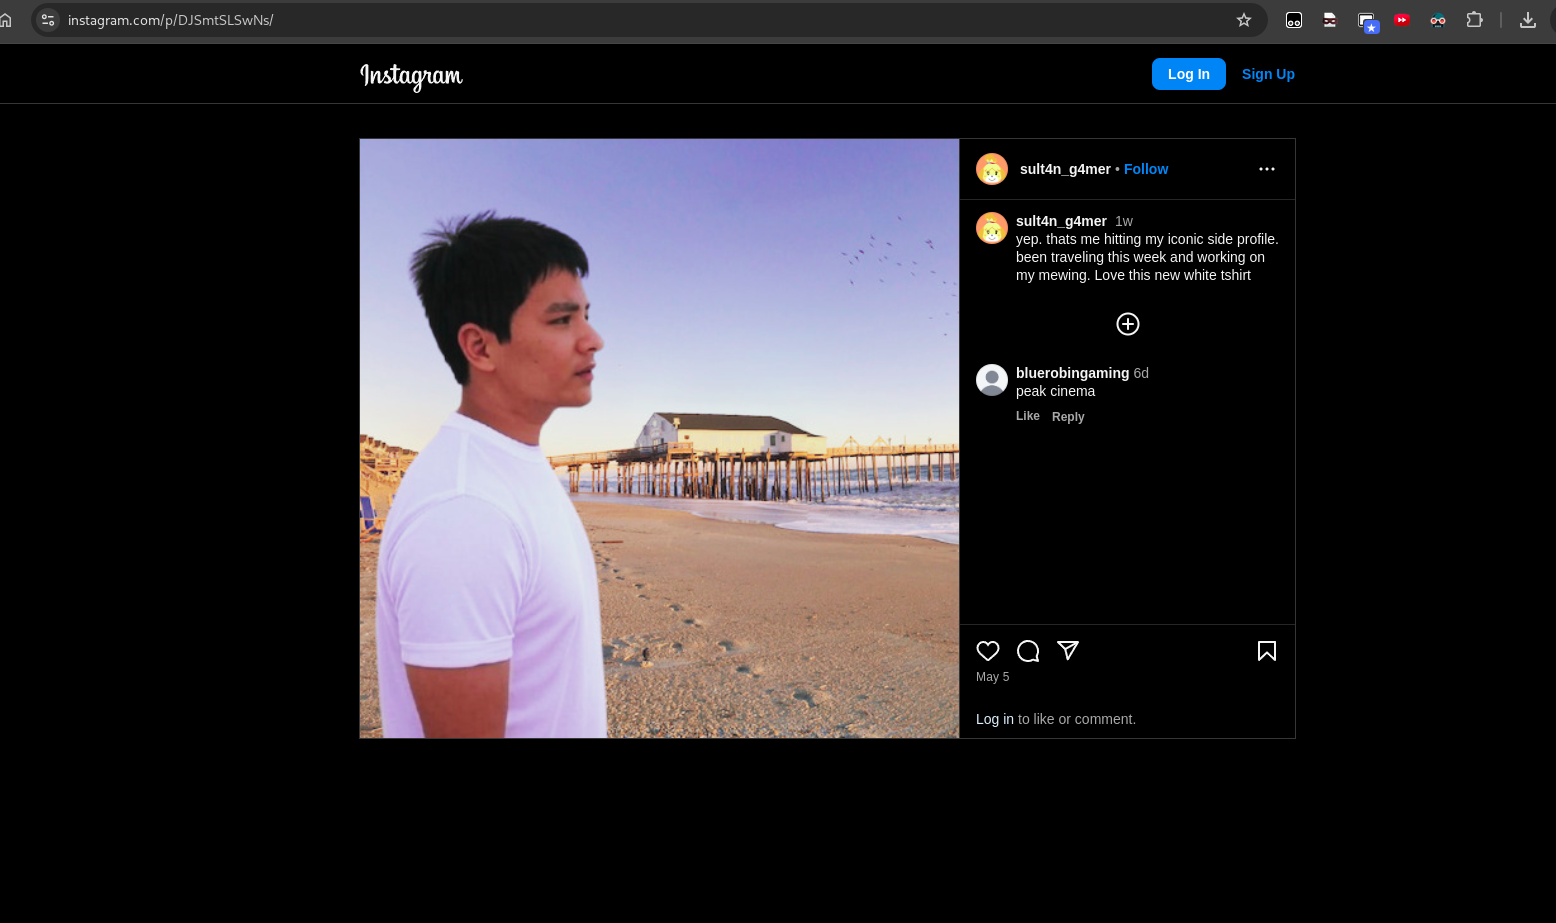 instagram.com/p/DJSmtSLSwNs/
Instagram
Log In
Sign Up
sult4n_g4mer • Follow
sult4n_g4mer 1w
yep. thats me hitting my iconic side profile.
been traveling this week and working on
my mewing. Love this new white tshirt
bluerobingaming 6d
peak cinema
Like Reply
May 5
Log in to like or comment.